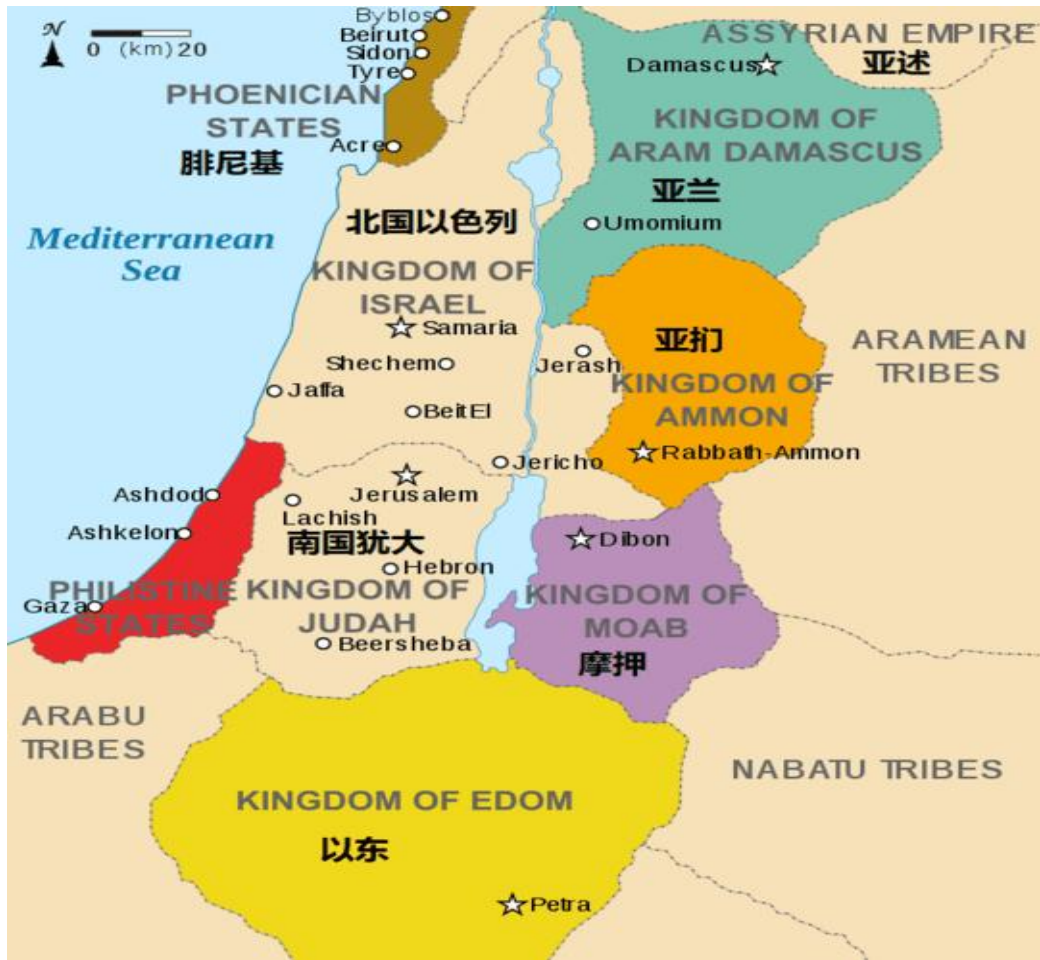 N
0 (km) 20
Byblos
Beirut
Sidon
Tyre
PHOENICIAN
STATES
腓尼基
Acre
ASSYRIAN EMPIRE
亚述
Damascus
KINGDOM OF
ARAM DAMASCUS
亚兰
Umomium
Mediterranean
Sea
北国以色列
KINGDOM OF
ISRAEL
Samaria
Shechem
Jaffa
BeitEl
Jerash
亚扪
KINGDOM OF
AMMON
Rabbath-Ammon
ARAMEAN
TRIBES
Jericho
Jerusalem
Lachish
Ashdod
Ashkelon
南国犹大
Hebron
KINGDOM OF
JUDAH
Beersheba
PHILISTINE
STATES
Gaza
Dibon
KINGDOM OF
MOAB
摩押
ARABU
TRIBES
NABATU TRIBES
KINGDOM OF EDOM
以东
Petra